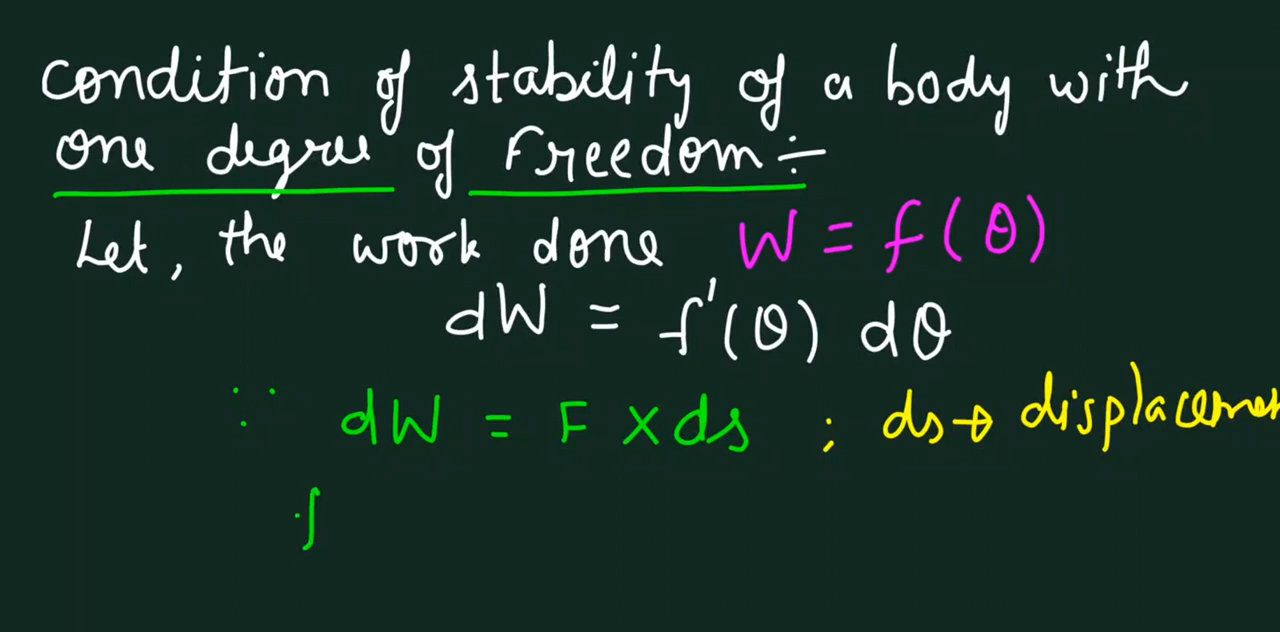 condition of stability of a body with
one degree of Freedom :-
Let, the work done W = f(θ)
dW = f'(θ) dθ
∵ dW = F × ds ; ds → displacemen
∫